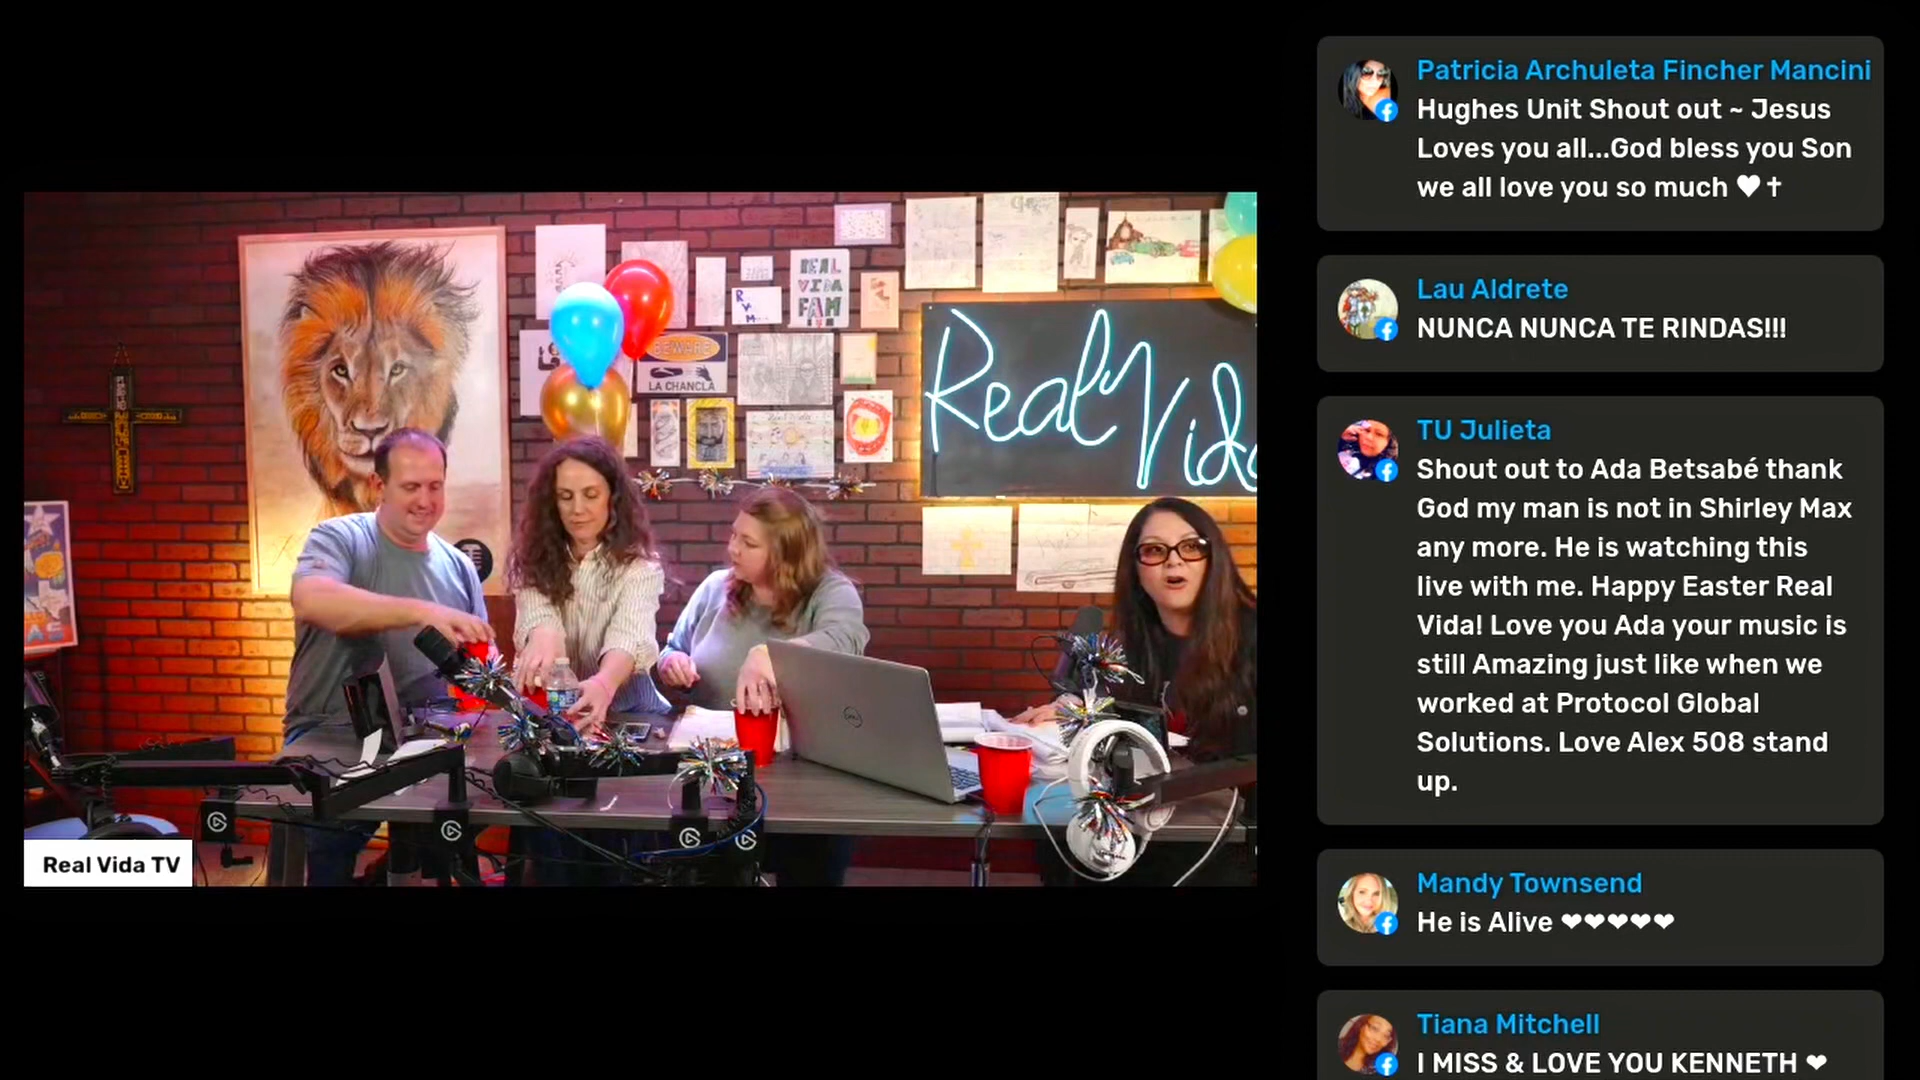 Patricia Archuleta Fincher Mancini
Hughes Unit Shout out ~ Jesus
Loves you all...God bless you Son
we all love you so much ♥✝
Lau Aldrete
NUNCA NUNCA TE RINDAS!!!
TU Julieta
Shout out to Ada Betsabé thank
God my man is not in Shirley Max
any more. He is watching this
live with me. Happy Easter Real
Vida! Love you Ada your music is
still Amazing just like when we
worked at Protocol Global
Solutions. Love Alex 508 stand
up.
Mandy Townsend
He is Alive ❤❤❤❤❤
Tiana Mitchell
I MISS & LOVE YOU KENNETH ❤
REAL
VIDA
FAM
BEWARE
LA CHANCLA
Real Vida
Real Vida TV